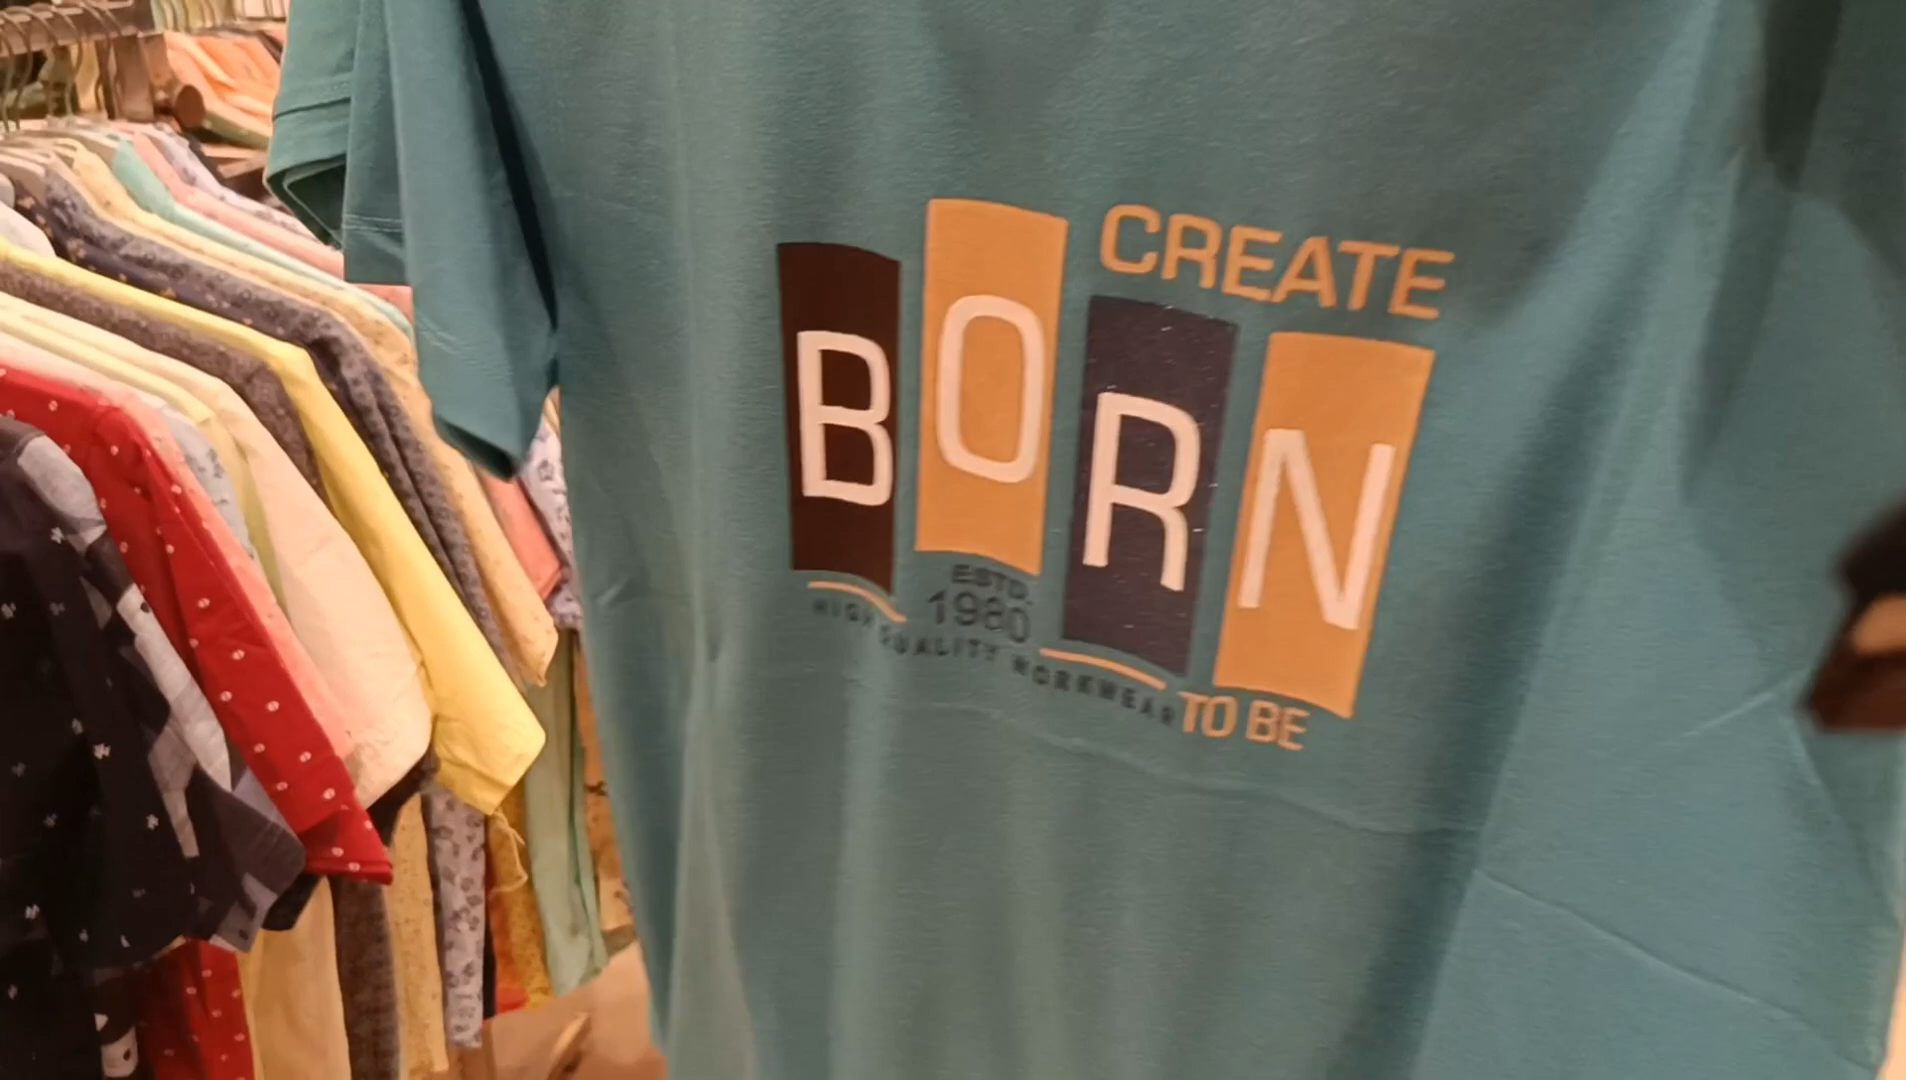 CREATE
BORN
ESTD.
1980
HIGH QUALITY WORKWEAR
TO BE